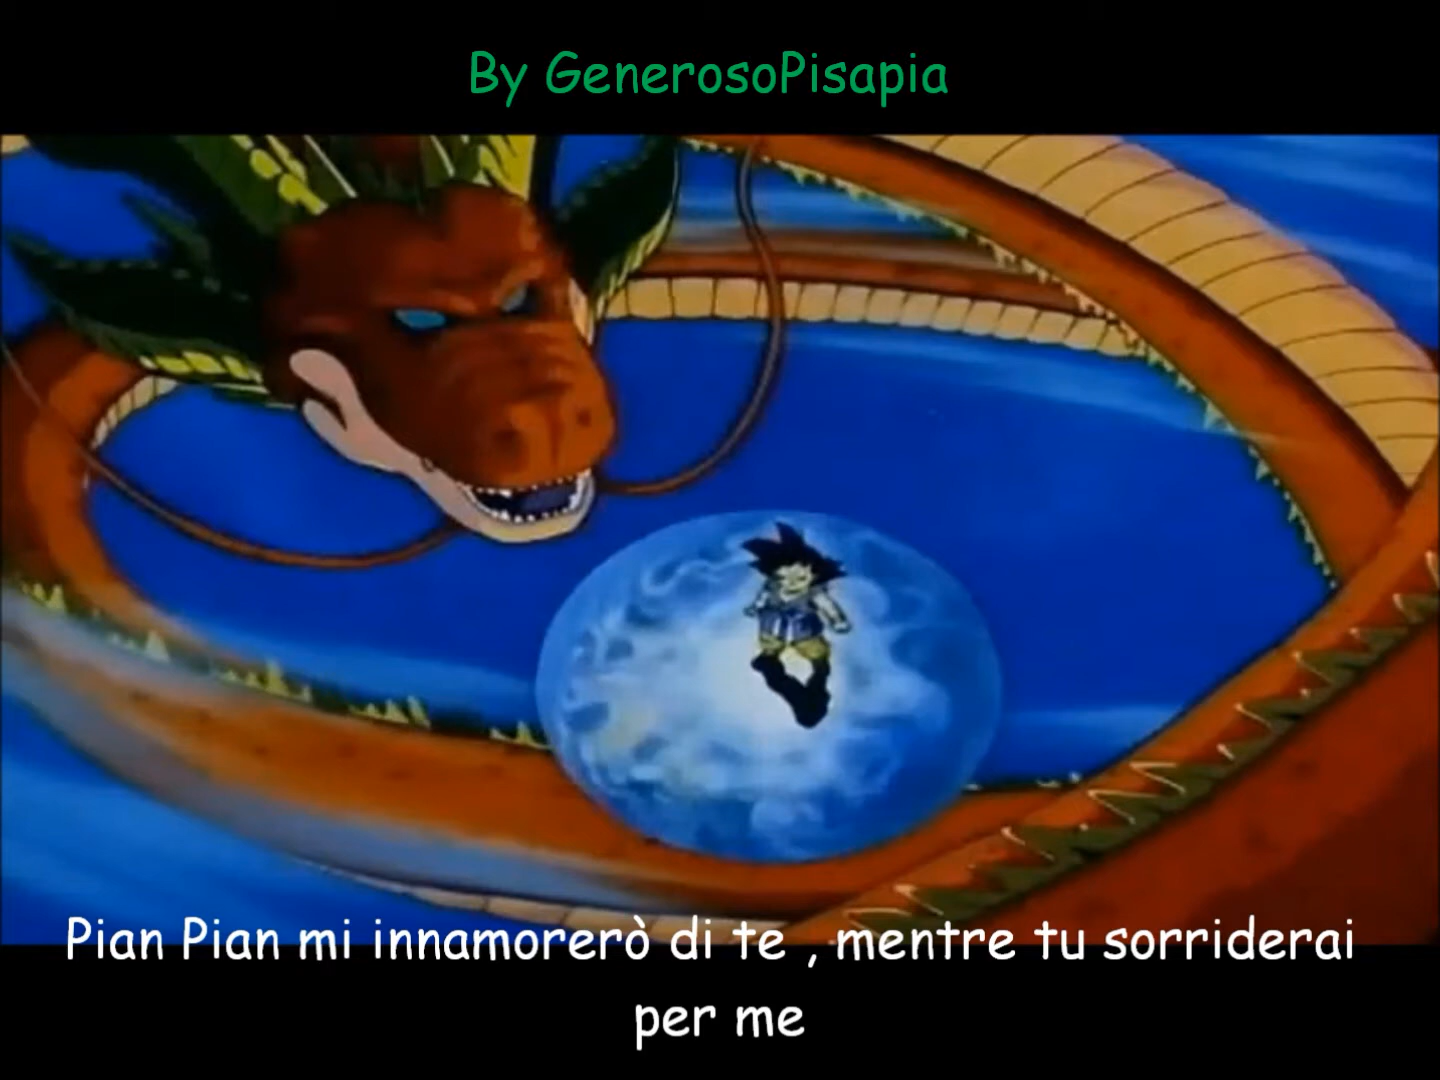 By GenerosoPisapia
Pian Pian mi innamorerò di te , mentre tu sorriderai
per me